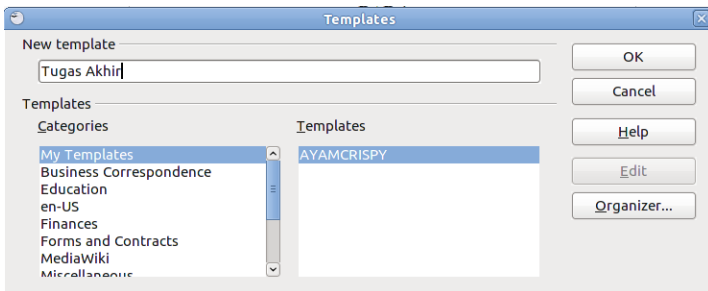 Templates
New template
Tugas Akhir
OK
Cancel
Templates
Categories
Templates
Help
My Templates
AYAMCRISPY
Business Correspondence
Edit
Education
en-US
Organizer...
Finances
Forms and Contracts
MediaWiki
Miscellaneous